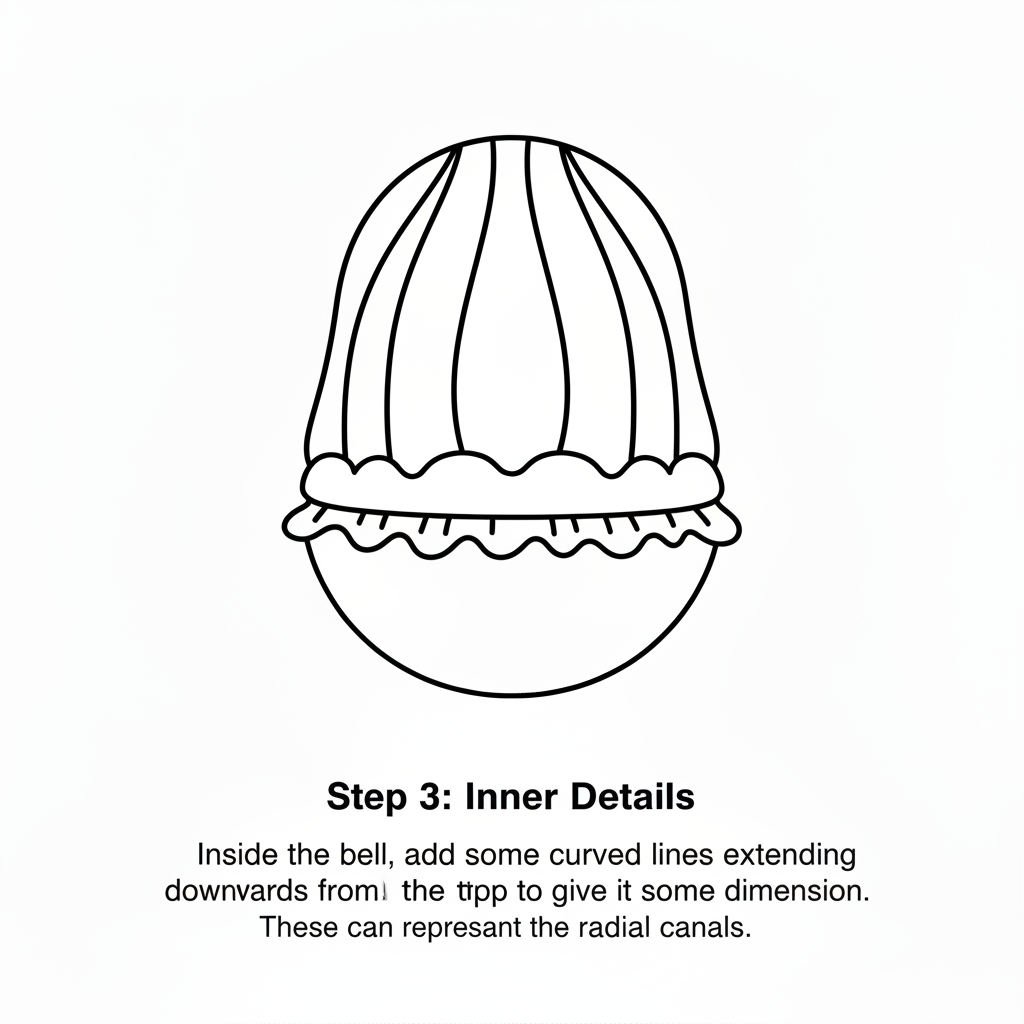 Step 3: Inner Details
Inside the bell, add some curved lines extending
downvards from the tpp to give it some dimension.
These can represant the radial canals.